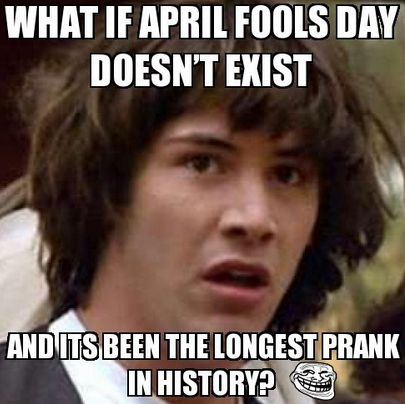 WHAT IF APRIL FOOLS DAY
DOESN'T EXIST
AND ITS BEEN THE LONGEST PRANK
IN HISTORY?